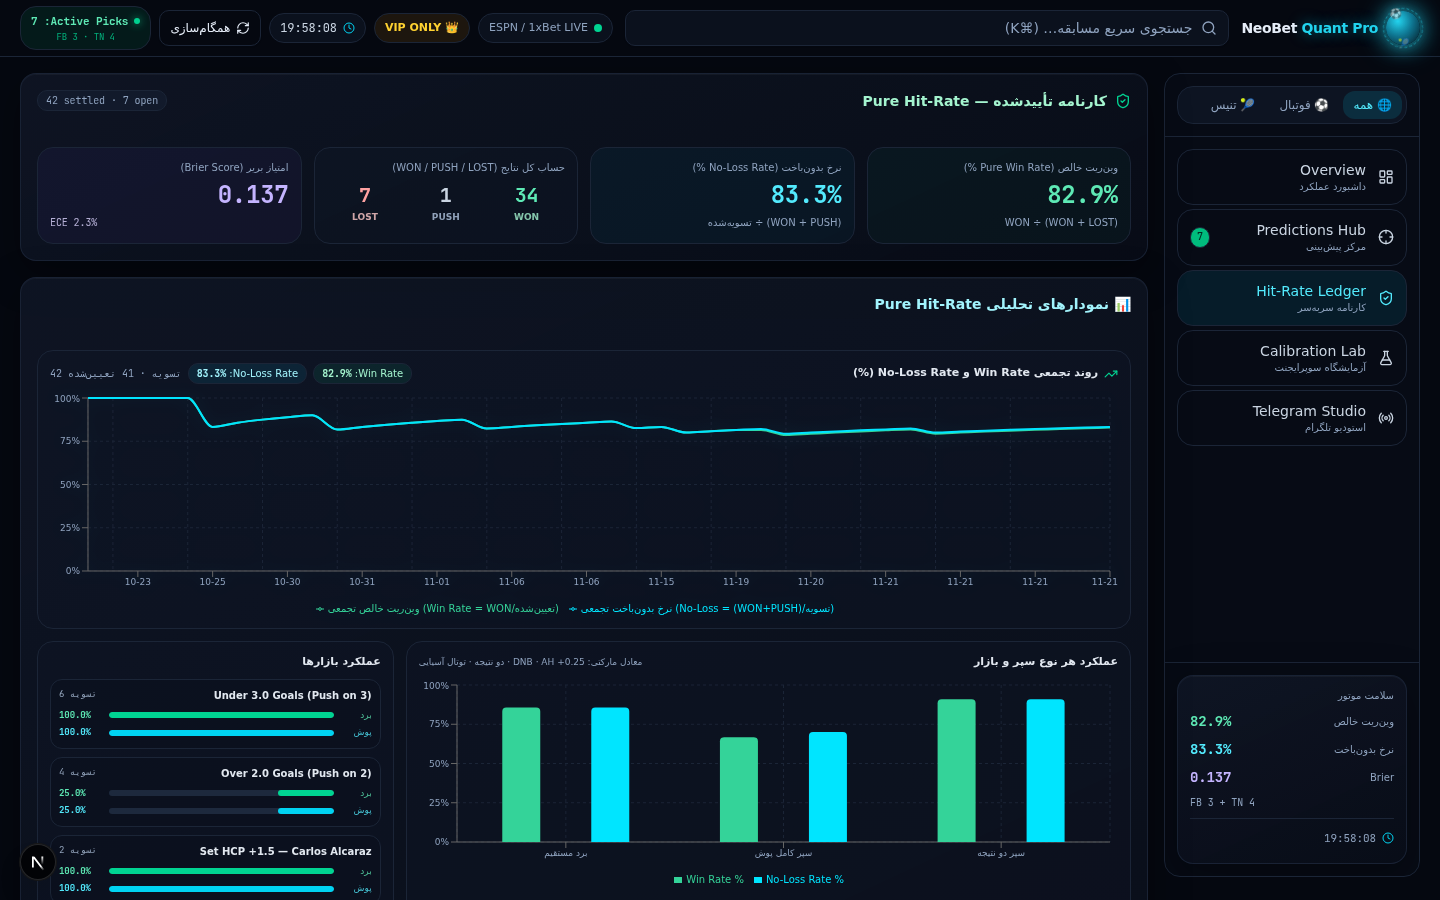 NeoBet Quant Pro
جستجوی سریع مسابقه... (⌘K)
ESPN / 1xBet LIVE
VIP ONLY 👑
19:58:08
همگام‌سازی
7 :Active Picks
FB 3 · TN 4
🌐 همه
⚽ فوتبال
🎾 تنیس
Overview
داشبورد عملکرد
Predictions Hub
مرکز پیش‌بینی
7
Hit-Rate Ledger
کارنامه سربه‌سر
Calibration Lab
آزمایشگاه سوپرایجنت
Telegram Studio
استودیو تلگرام
سلامت موتور
وین‌ریت خالص
82.9%
نرخ بدون‌باخت
83.3%
Brier
0.137
FB 3 + TN 4
19:58:08
کارنامه تأییدشده — Pure Hit-Rate
42 settled · 7 open
وین‌ریت خالص (Pure Win Rate %)
82.9%
WON ÷ (WON + LOST)
نرخ بدون‌باخت (No-Loss Rate %)
83.3%
(WON + PUSH) ÷ تسویه‌شده
حساب کل نتایج (WON / PUSH / LOST)
34
WON
1
PUSH
7
LOST
امتیاز بریر (Brier Score)
0.137
ECE 2.3%
📊 نمودارهای تحلیلی Pure Hit-Rate
روند تجمعی Win Rate و No-Loss Rate (%)
82.9% :Win Rate
83.3% :No-Loss Rate
42 تسویه · 41 تعیین‌شده
100%
75%
50%
25%
0%
10-23
10-25
10-30
10-31
11-01
11-06
11-06
11-15
11-19
11-20
11-21
11-21
11-21
11-21
وین‌ریت خالص تجمعی (Win Rate = WON/تعیین‌شده)
نرخ بدون‌باخت تجمعی (No-Loss = (WON+PUSH)/تسویه)
عملکرد هر نوع سپر و بازار
معادل مارکتی: DNB · AH +0.25 · دو نتیجه · توتال آسیایی
100%
75%
50%
25%
0%
برد مستقیم
سپر کامل پوش
سپر دو نتیجه
Win Rate %
No-Loss Rate %
عملکرد بازارها
Under 3.0 Goals (Push on 3)
6 تسویه
برد
100.0%
پوش
100.0%
Over 2.0 Goals (Push on 2)
4 تسویه
برد
25.0%
پوش
25.0%
Set HCP +1.5 — Carlos Alcaraz
2 تسویه
برد
100.0%
پوش
100.0%
N